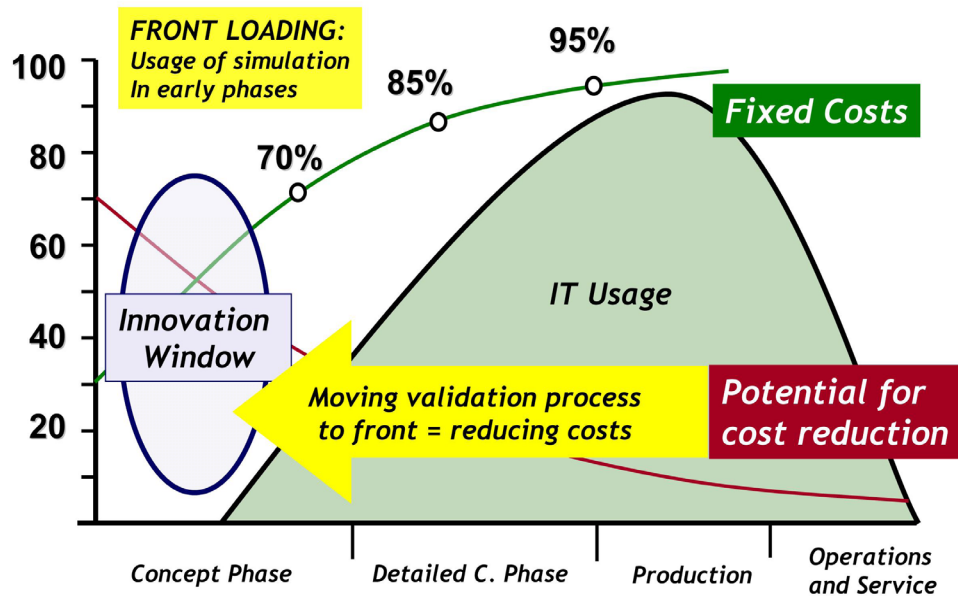 FRONT LOADING:
Usage of simulation
In early phases
100
80
60
40
20
70%
85%
95%
Fixed Costs
IT Usage
Innovation
Window
Moving validation process
to front = reducing costs
Potential for
cost reduction
Concept Phase
Detailed C. Phase
Production
Operations
and Service